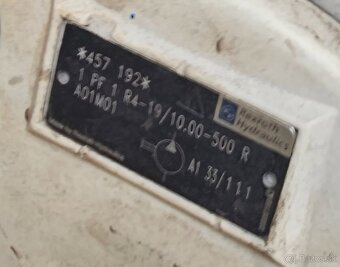 *457 192*
1 PF 1 R4-19/10.00-500 R
A01M01
Rexroth
Hydraulics
A1 33/111